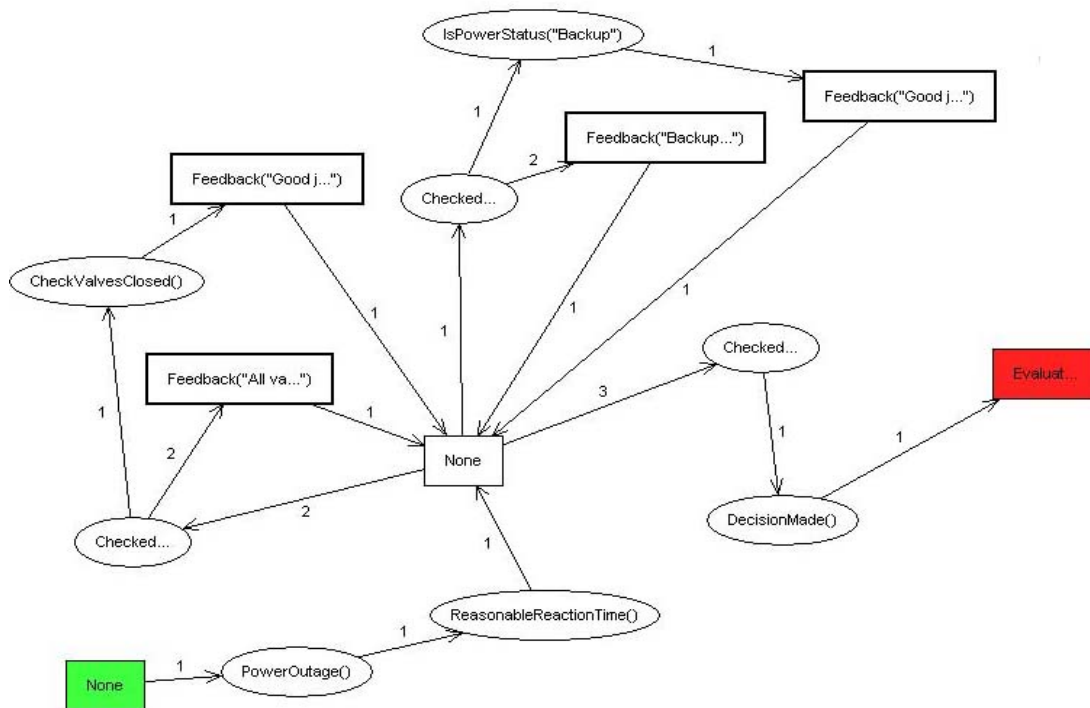 IsPowerStatus("Backup")
1
Feedback("Good j...")
1
Feedback("Backup...")
2
Feedback("Good j...")
Checked...
1
CheckValvesClosed()
1
1
1
1
Checked...
Feedback("All va...")
Evaluat...
1
1
3
1
1
2
None
2
DecisionMade()
Checked...
1
ReasonableReactionTime()
1
1
PowerOutage()
None